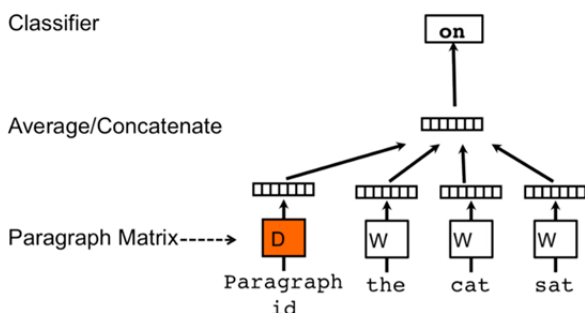 Classifier
on
Average/Concatenate
Paragraph Matrix
D
W
W
W
Paragraph
id
the
cat
sat